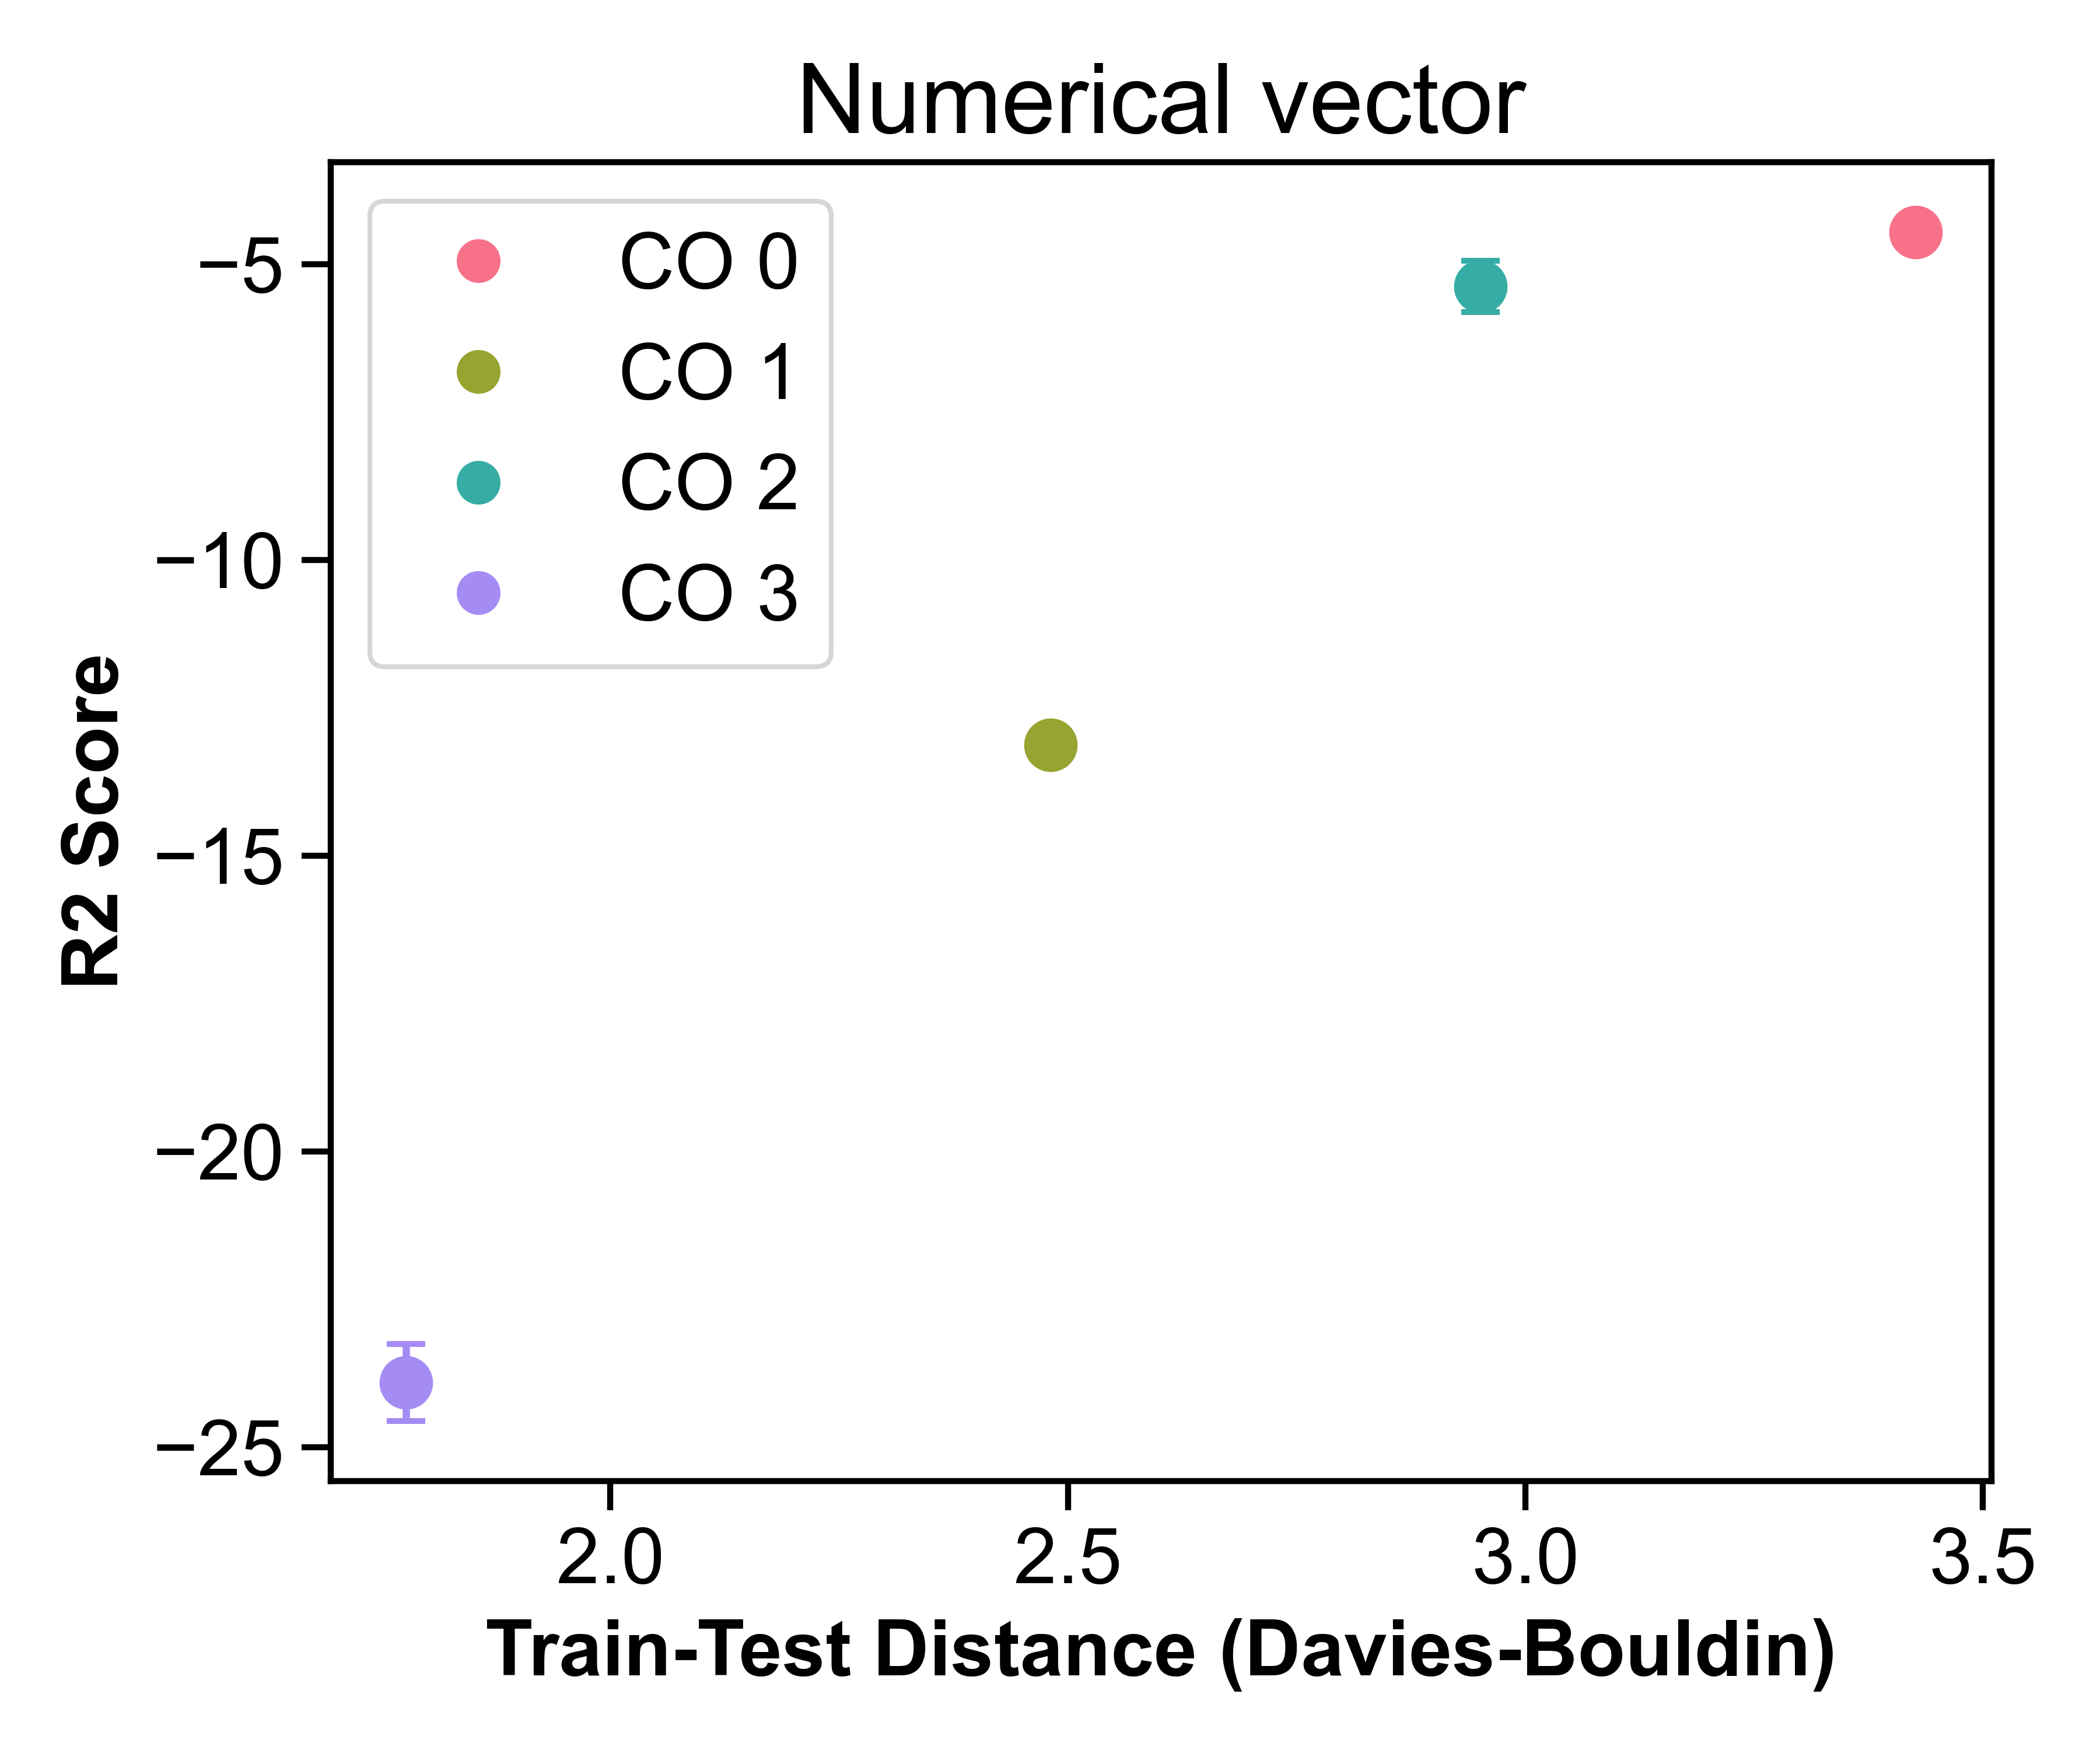 Numerical vector
CO 0
CO 1
CO 2
CO 3
−5
−10
−15
−20
−25
R2 Score
2.0
2.5
3.0
3.5
Train-Test Distance (Davies-Bouldin)